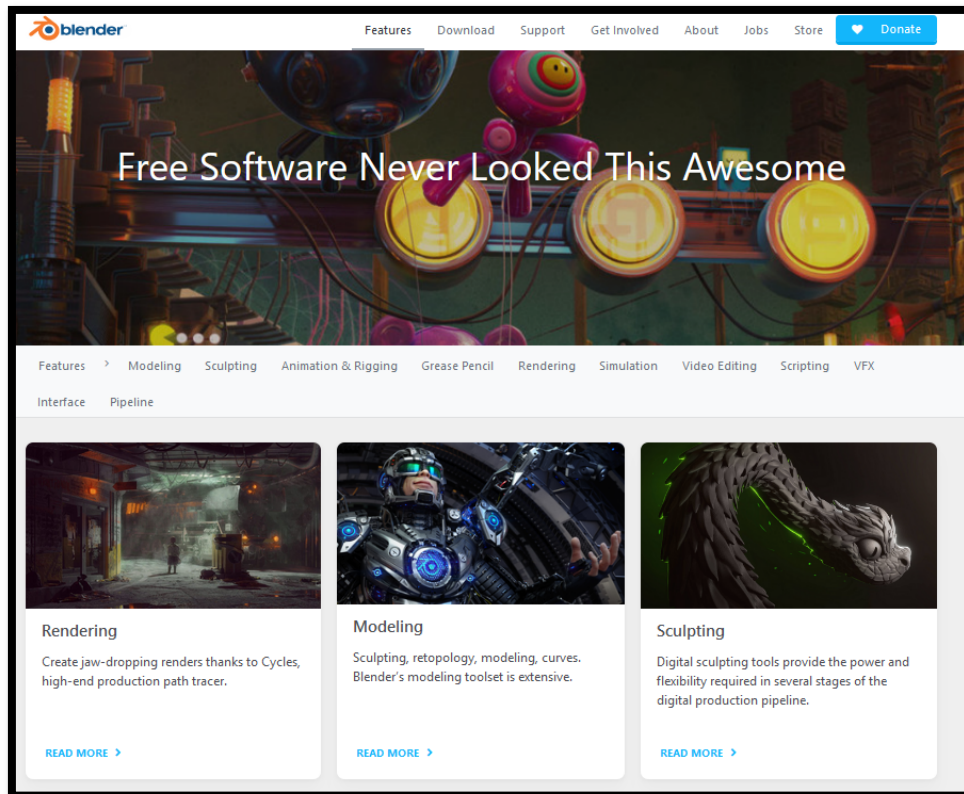 blender
Features Download Support Get Involved About Jobs Store Donate
Free Software Never Looked This Awesome
Features > Modeling Sculpting Animation & Rigging Grease Pencil Rendering Simulation Video Editing Scripting VFX
Interface Pipeline
Rendering
Create jaw-dropping renders thanks to Cycles,
high-end production path tracer.
READ MORE >
Modeling
Sculpting, retopology, modeling, curves.
Blender's modeling toolset is extensive.
READ MORE >
Sculpting
Digital sculpting tools provide the power and
flexibility required in several stages of the
digital production pipeline.
READ MORE >